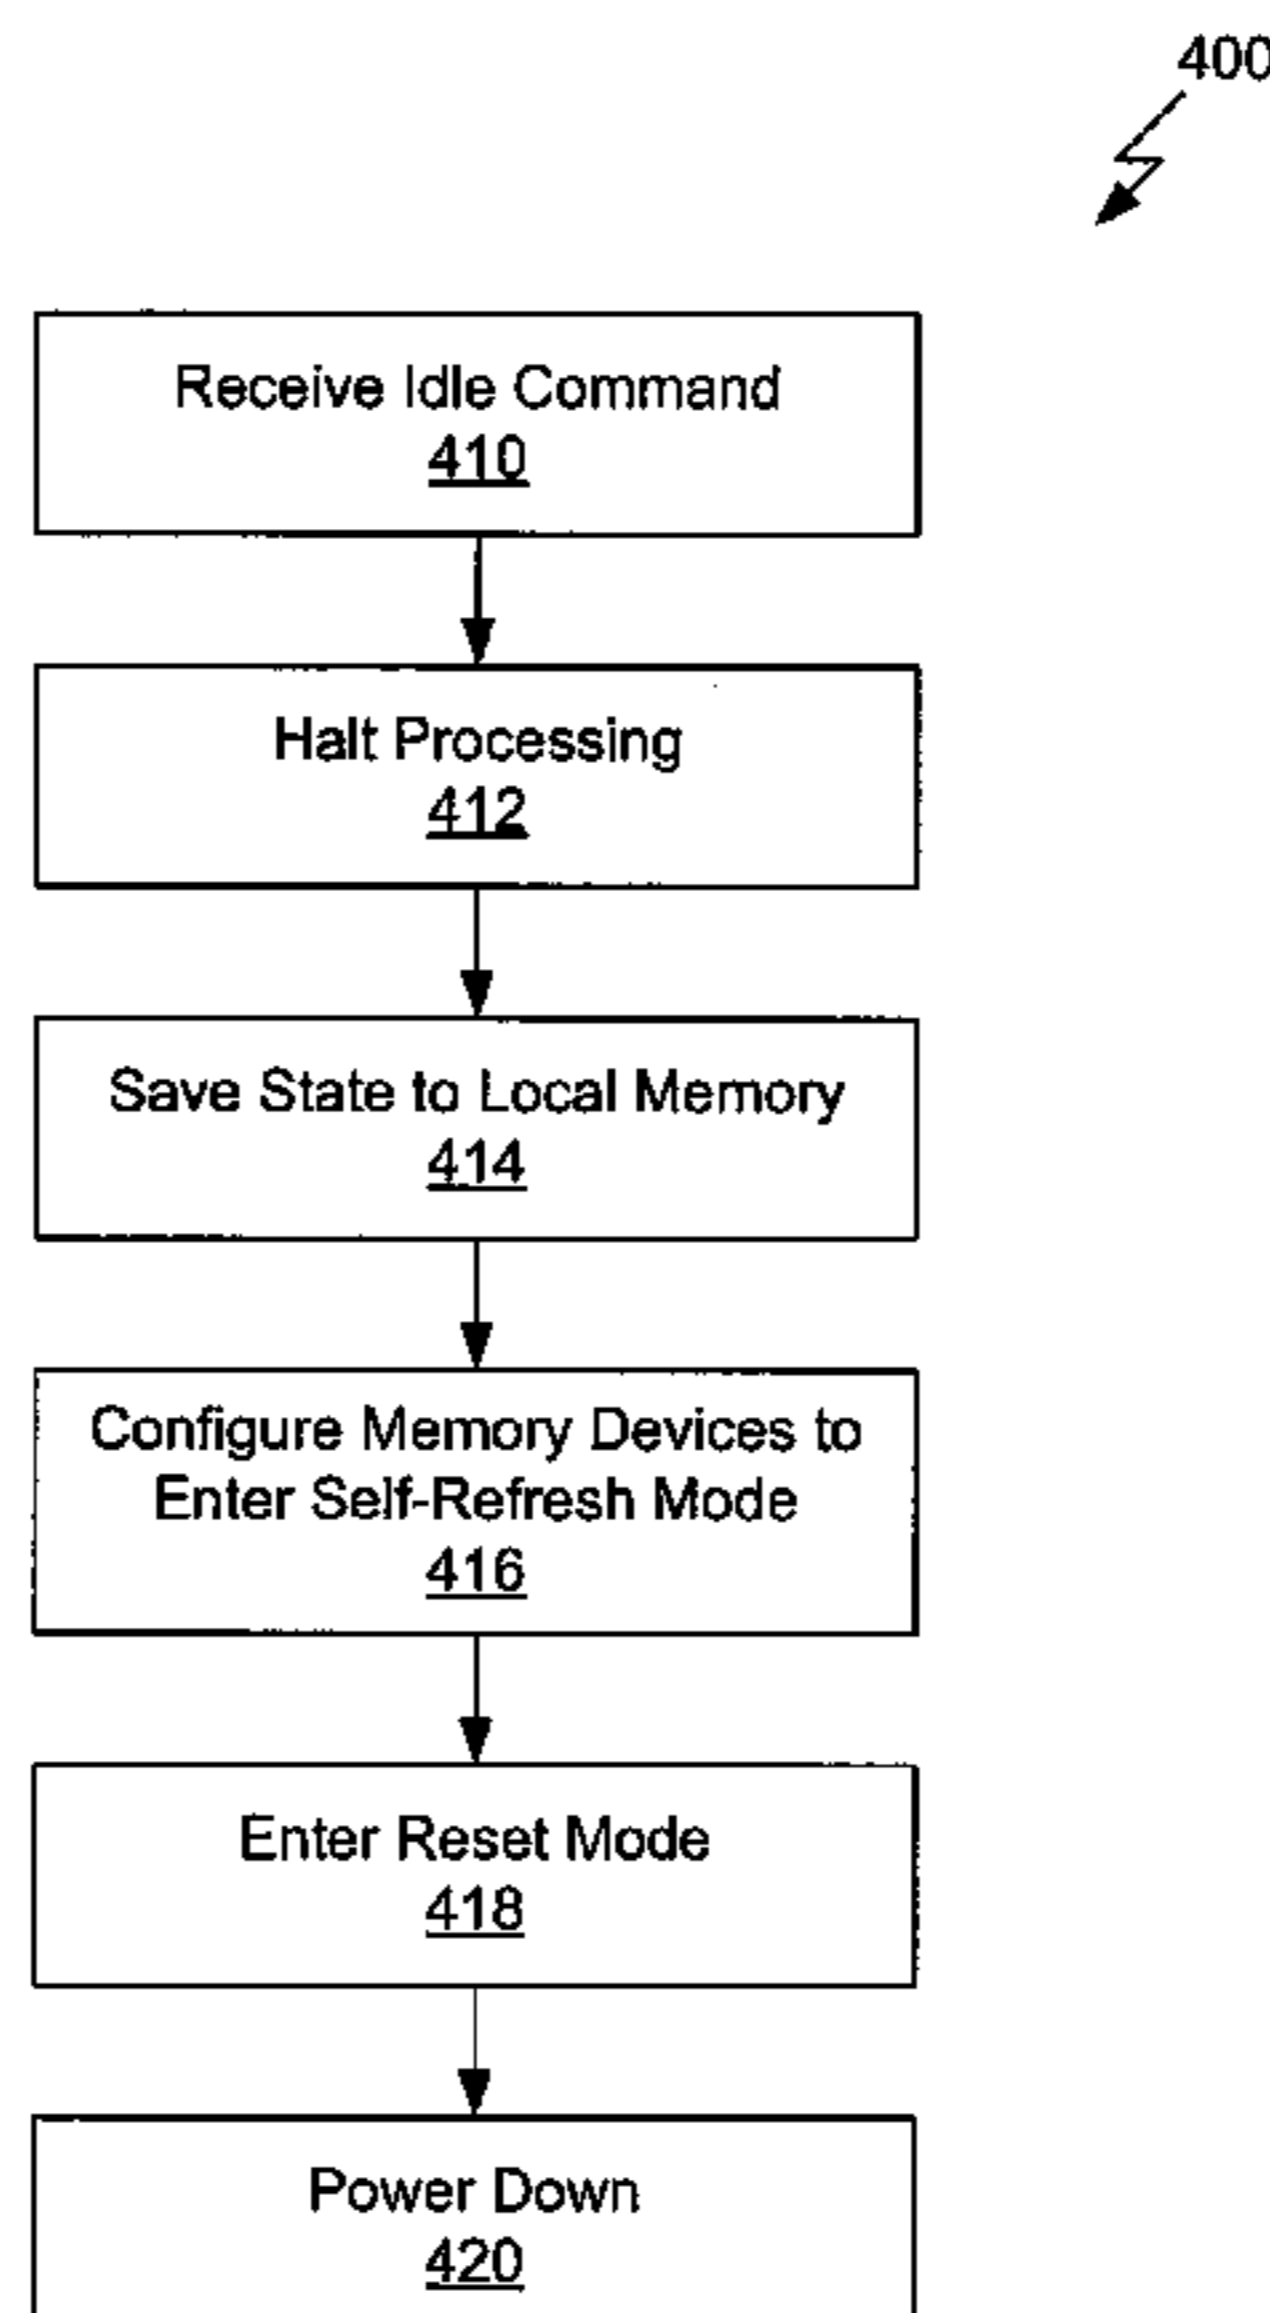 400
Receive Idle Command
410
Halt Processing
412
Save State to Local Memory
414
Configure Memory Devices to
Enter Self-Refresh Mode
416
Enter Reset Mode
418
Power Down
420